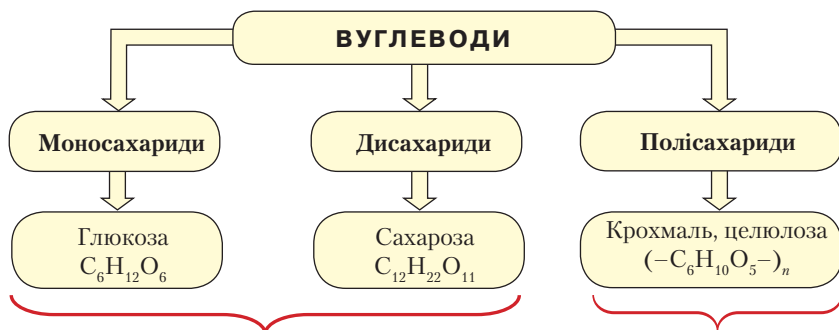 ВУГЛЕВОДИ
Моносахариди
Дисахариди
Полісахариди
Глюкоза
C₆H₁₂O₆
Сахароза
C₁₂H₂₂O₁₁
Крохмаль, целюлоза
(–C₆H₁₀O₅–)ₙ